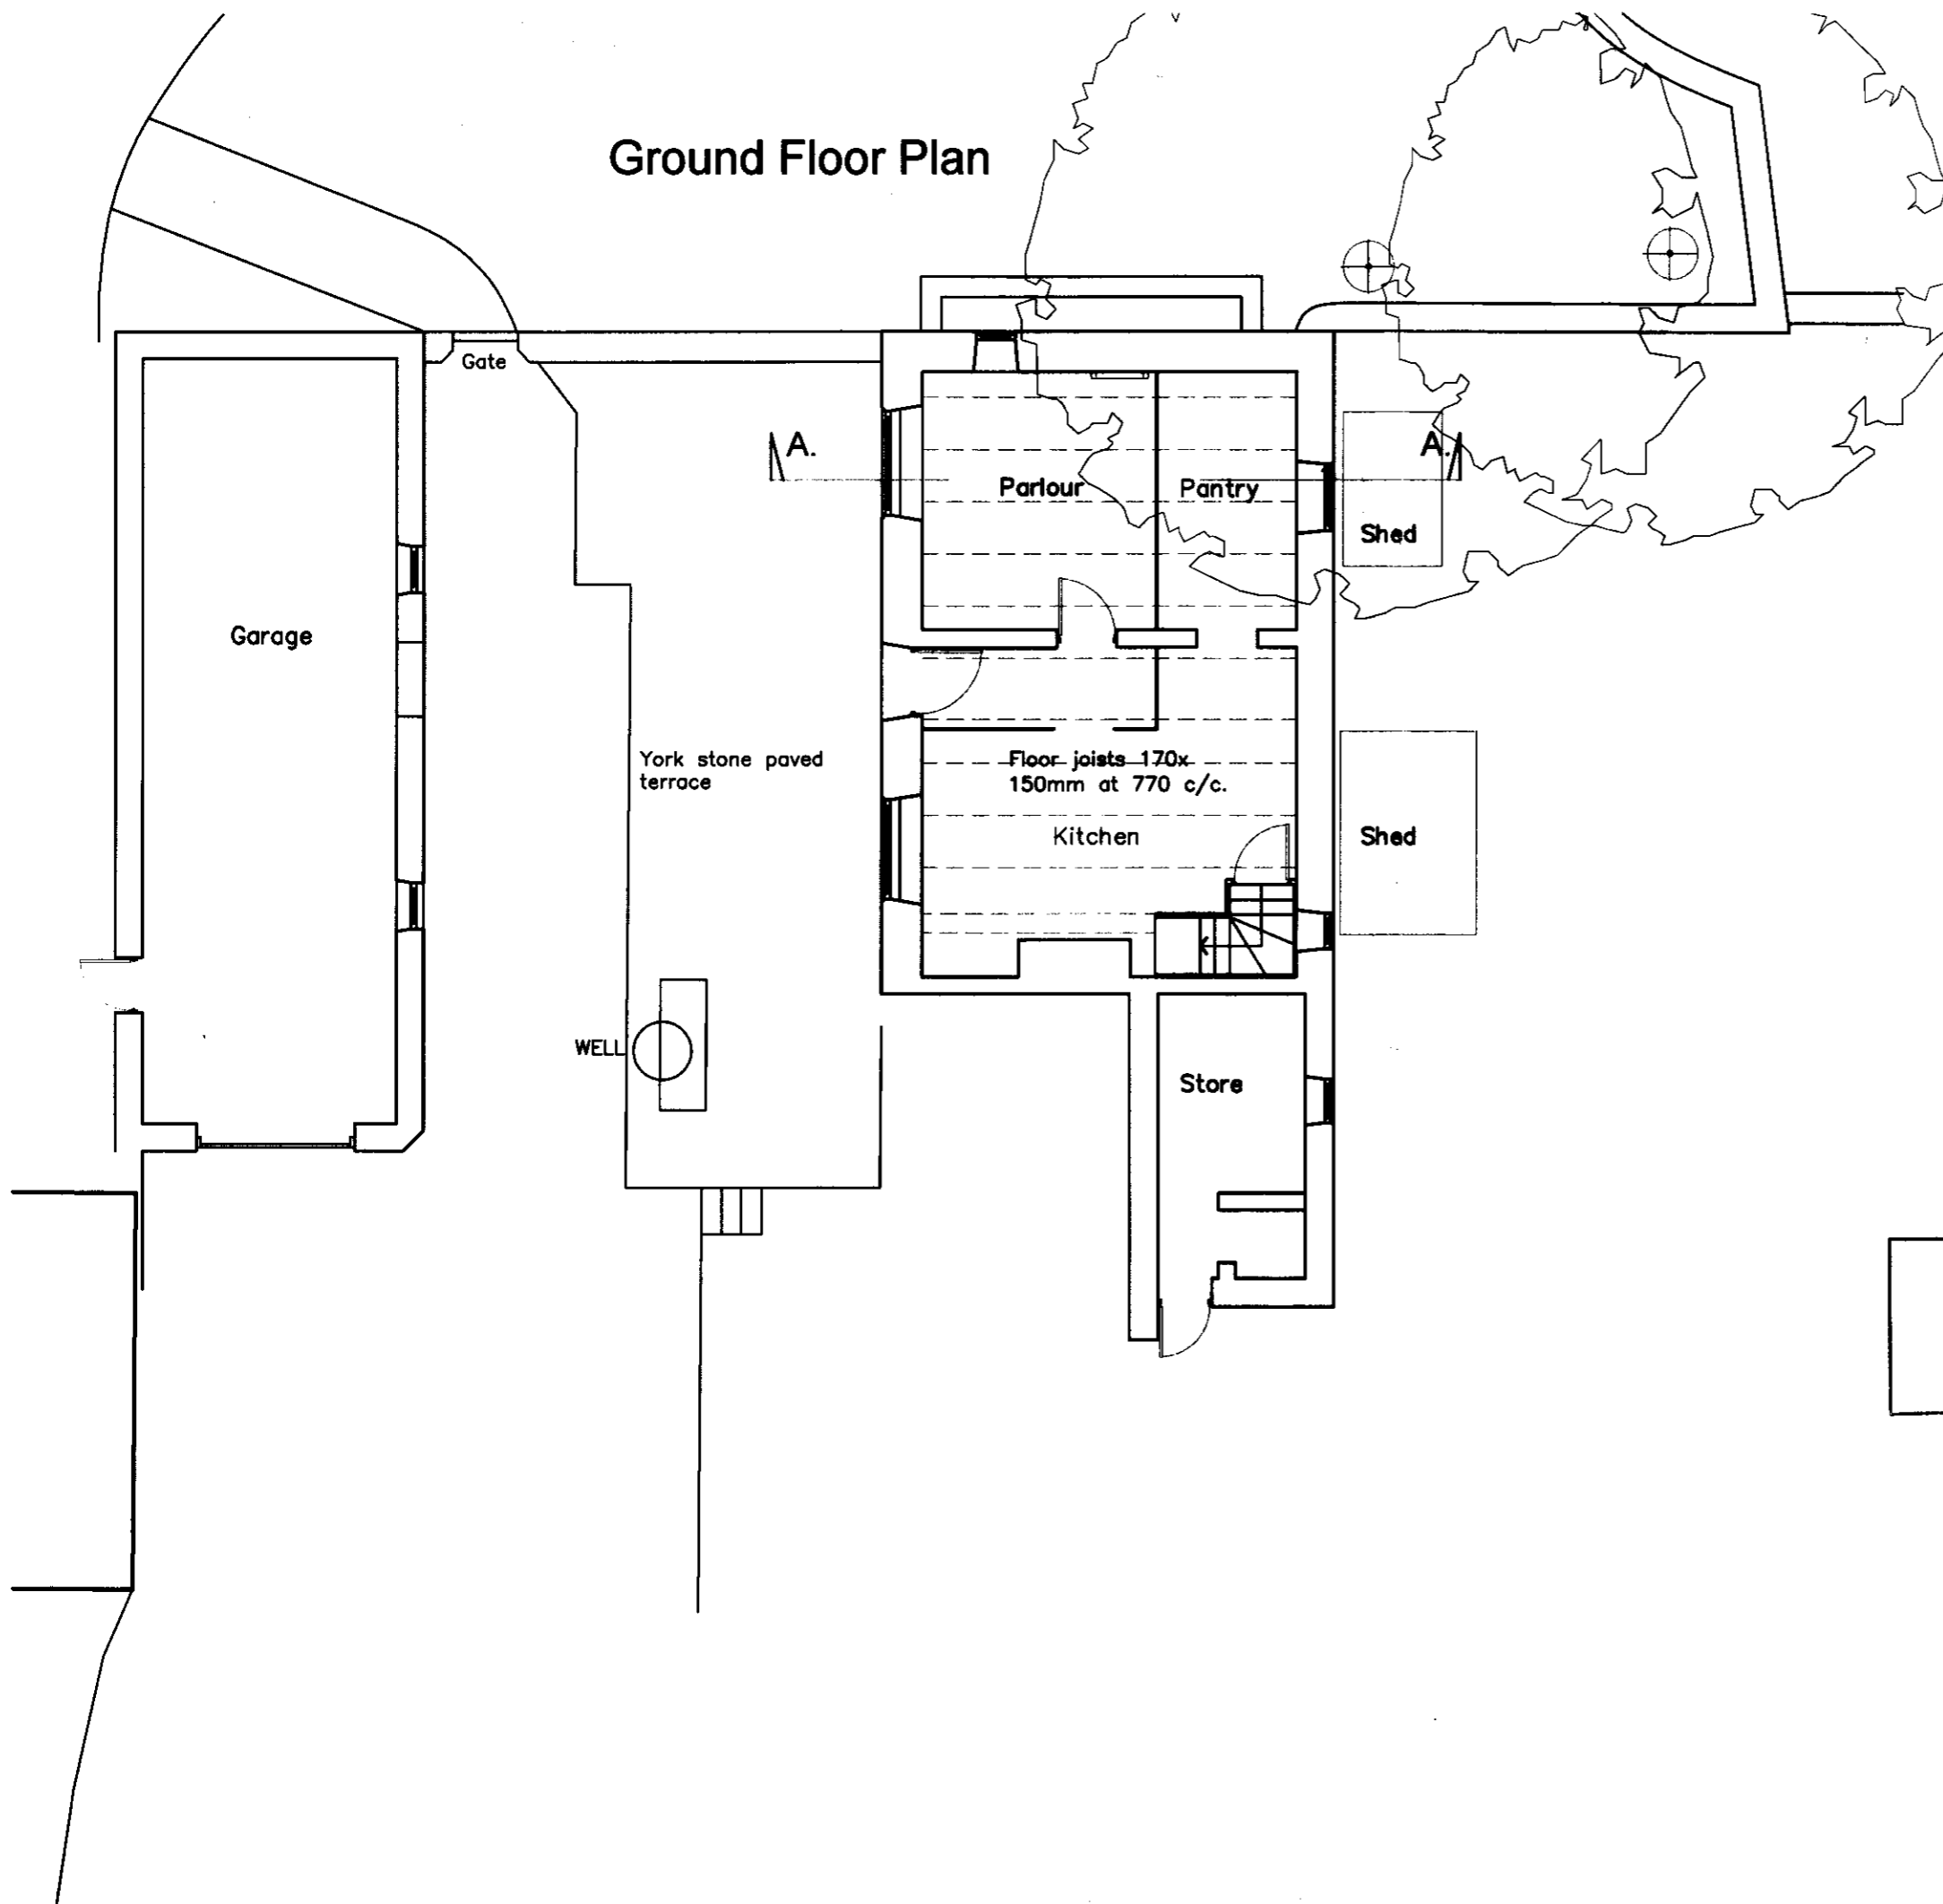 Ground Floor Plan
Gate
A.
A.
Parlour
Pantry
Shed
Garage
York stone paved
terrace
Floor joists 170x
150mm at 770 c/c.
Kitchen
Shed
WELL
Store